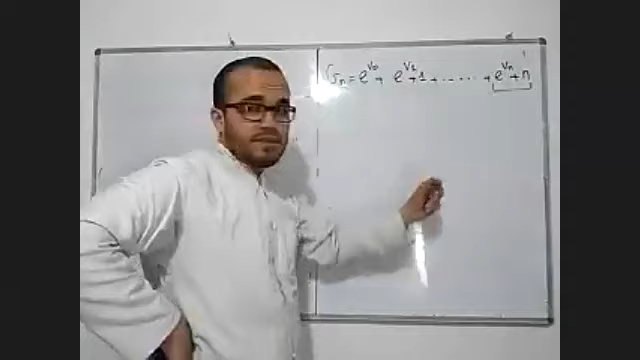 Sₙ = e^{V₀} + e^{V₁} + 1 + ...... + e^{Vₙ} + n